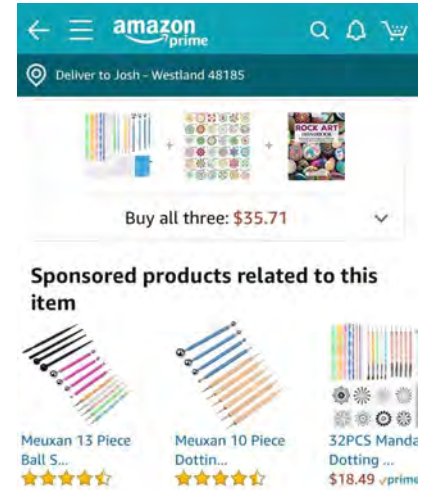 amazon
prime
Deliver to Josh - Westland 48185
ROCK ART
Buy all three: $35.71
Sponsored products related to this
item
Meuxan 13 Piece
Ball S...
Meuxan 10 Piece
Dottin...
32PCS Manda
Dotting ...
$18.49 prime